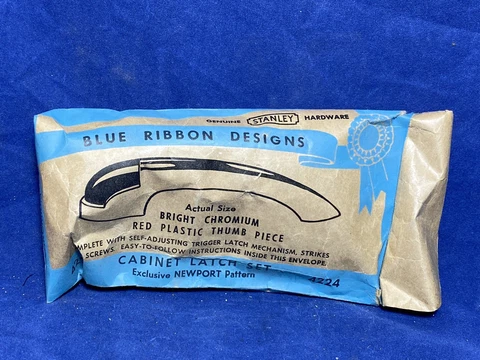 GENUINE STANLEY HARDWARE
BLUE RIBBON DESIGNS
Actual Size
BRIGHT CHROMIUM
RED PLASTIC THUMB PIECE
MPLETE WITH SELF-ADJUSTING TRIGGER LATCH MECHANISM, STRIKES
SCREWS. EASY-TO-FOLLOW INSTRUCTIONS INSIDE THIS ENVELOPE.
CABINET LATCH SET
Exclusive NEWPORT Pattern
4224